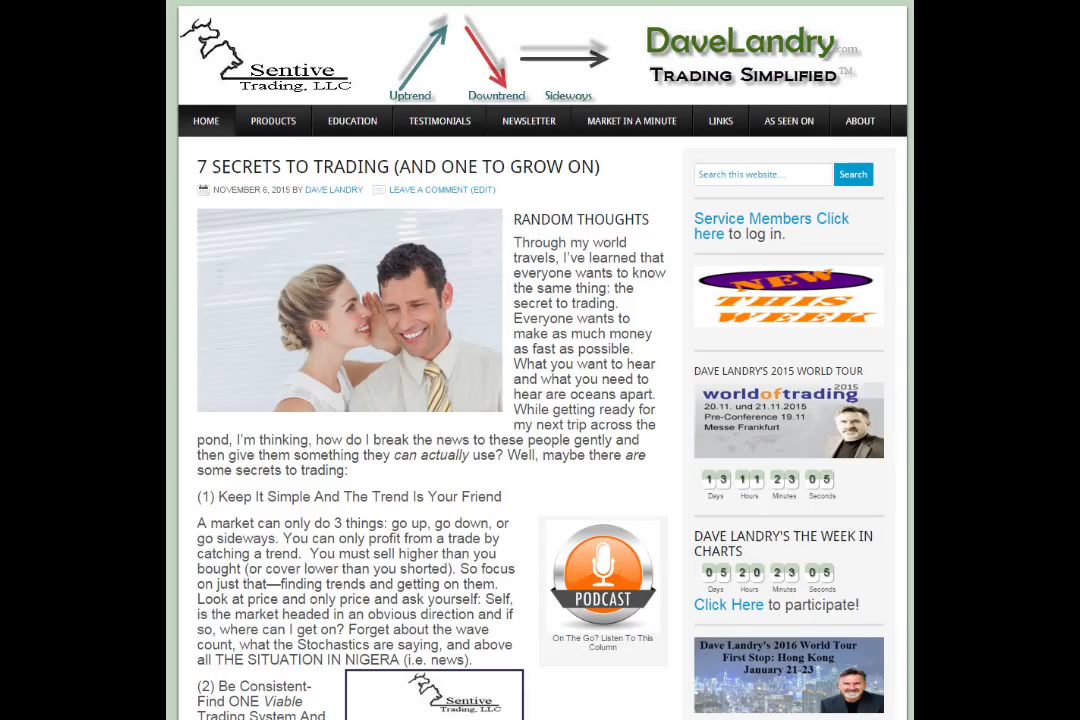 Sentive
Trading, LLC
Uptrend
Downtrend
Sideways
DaveLandry.com
TRADING SIMPLIFIED™
HOME
PRODUCTS
EDUCATION
TESTIMONIALS
NEWSLETTER
MARKET IN A MINUTE
LINKS
AS SEEN ON
ABOUT
7 SECRETS TO TRADING (AND ONE TO GROW ON)
NOVEMBER 6, 2015 BY DAVE LANDRY LEAVE A COMMENT (EDIT)
RANDOM THOUGHTS
Through my world
travels, I've learned that
everyone wants to know
the same thing: the
secret to trading.
Everyone wants to
make as much money
as fast as possible.
What you want to hear
and what you need to
hear are oceans apart.
While getting ready for
my next trip across the
pond, I'm thinking, how do I break the news to these people gently and
then give them something they can actually use? Well, maybe there are
some secrets to trading:
(1) Keep It Simple And The Trend Is Your Friend
A market can only do 3 things: go up, go down, or
go sideways. You can only profit from a trade by
catching a trend. You must sell higher than you
bought (or cover lower than you shorted). So focus
on just that—finding trends and getting on them.
Look at price and only price and ask yourself: Self,
is the market headed in an obvious direction and if
so, where can I get on? Forget about the wave
count, what the Stochastics are saying, and above
all THE SITUATION IN NIGERA (i.e. news).
PODCAST
On The Go? Listen To This
Column
(2) Be Consistent-
Find ONE Viable
Trading System And
Sentive
Trading, LLC
Search this website...
Search
Service Members Click
here to log in.
NEW
THIS
WEEK
DAVE LANDRY'S 2015 WORLD TOUR
2015
worldoftrading
20.11. und 21.11.2015
Pre-Conference 19.11
Messe Frankfurt
13 11 23 05
Days Hours Minutes Seconds
DAVE LANDRY'S THE WEEK IN
CHARTS
05 20 23 05
Days Hours Minutes Seconds
Click Here to participate!
Dave Landry's 2016 World Tour
First Stop: Hong Kong
January 21-23